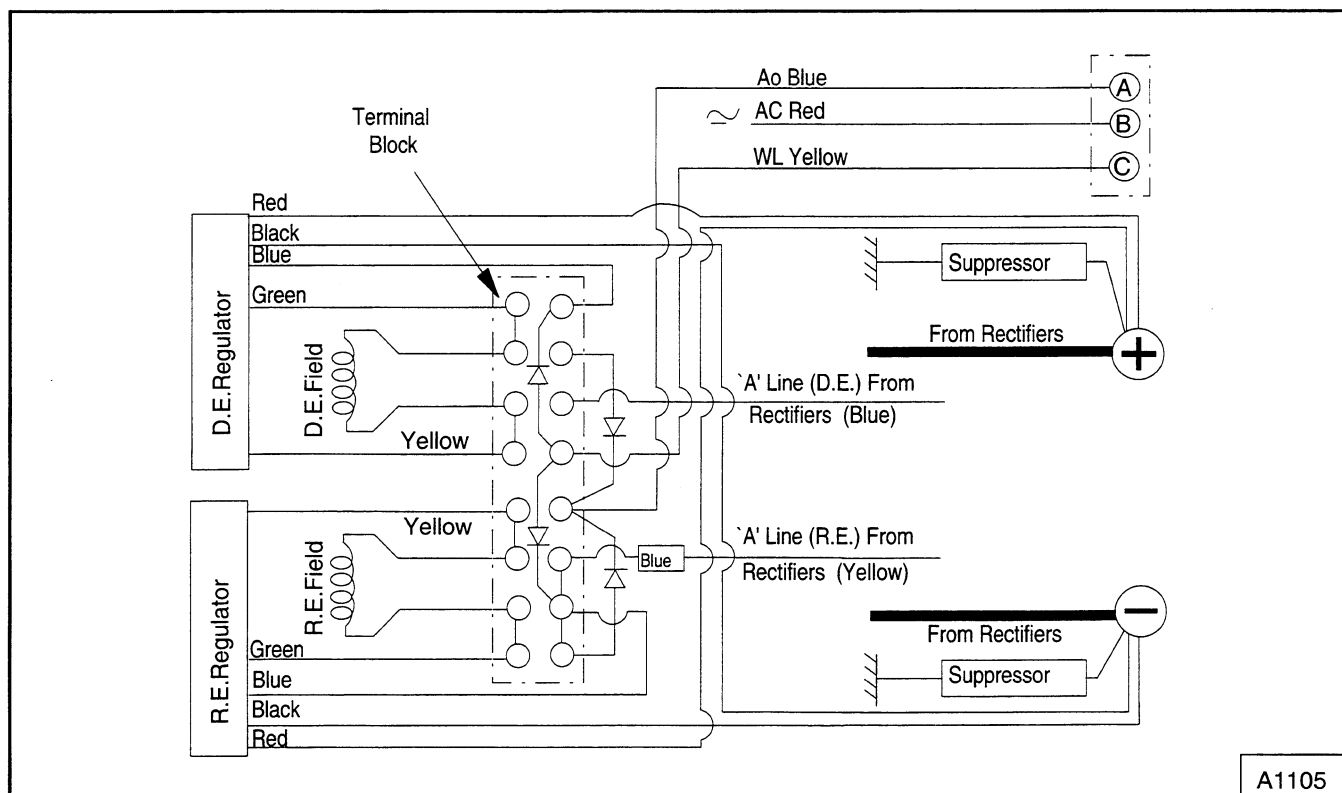 Ao Blue
A
AC Red
B
WL Yellow
C
Terminal
Block
Red
Black
Blue
Green
D.E.Regulator
D.E.Field
Yellow
Suppressor
From Rectifiers
+
`A' Line (D.E.) From
Rectifiers (Blue)
Yellow
R.E.Regulator
R.E.Field
Blue
`A' Line (R.E.) From
Rectifiers (Yellow)
−
From Rectifiers
Suppressor
Green
Blue
Black
Red
A1105